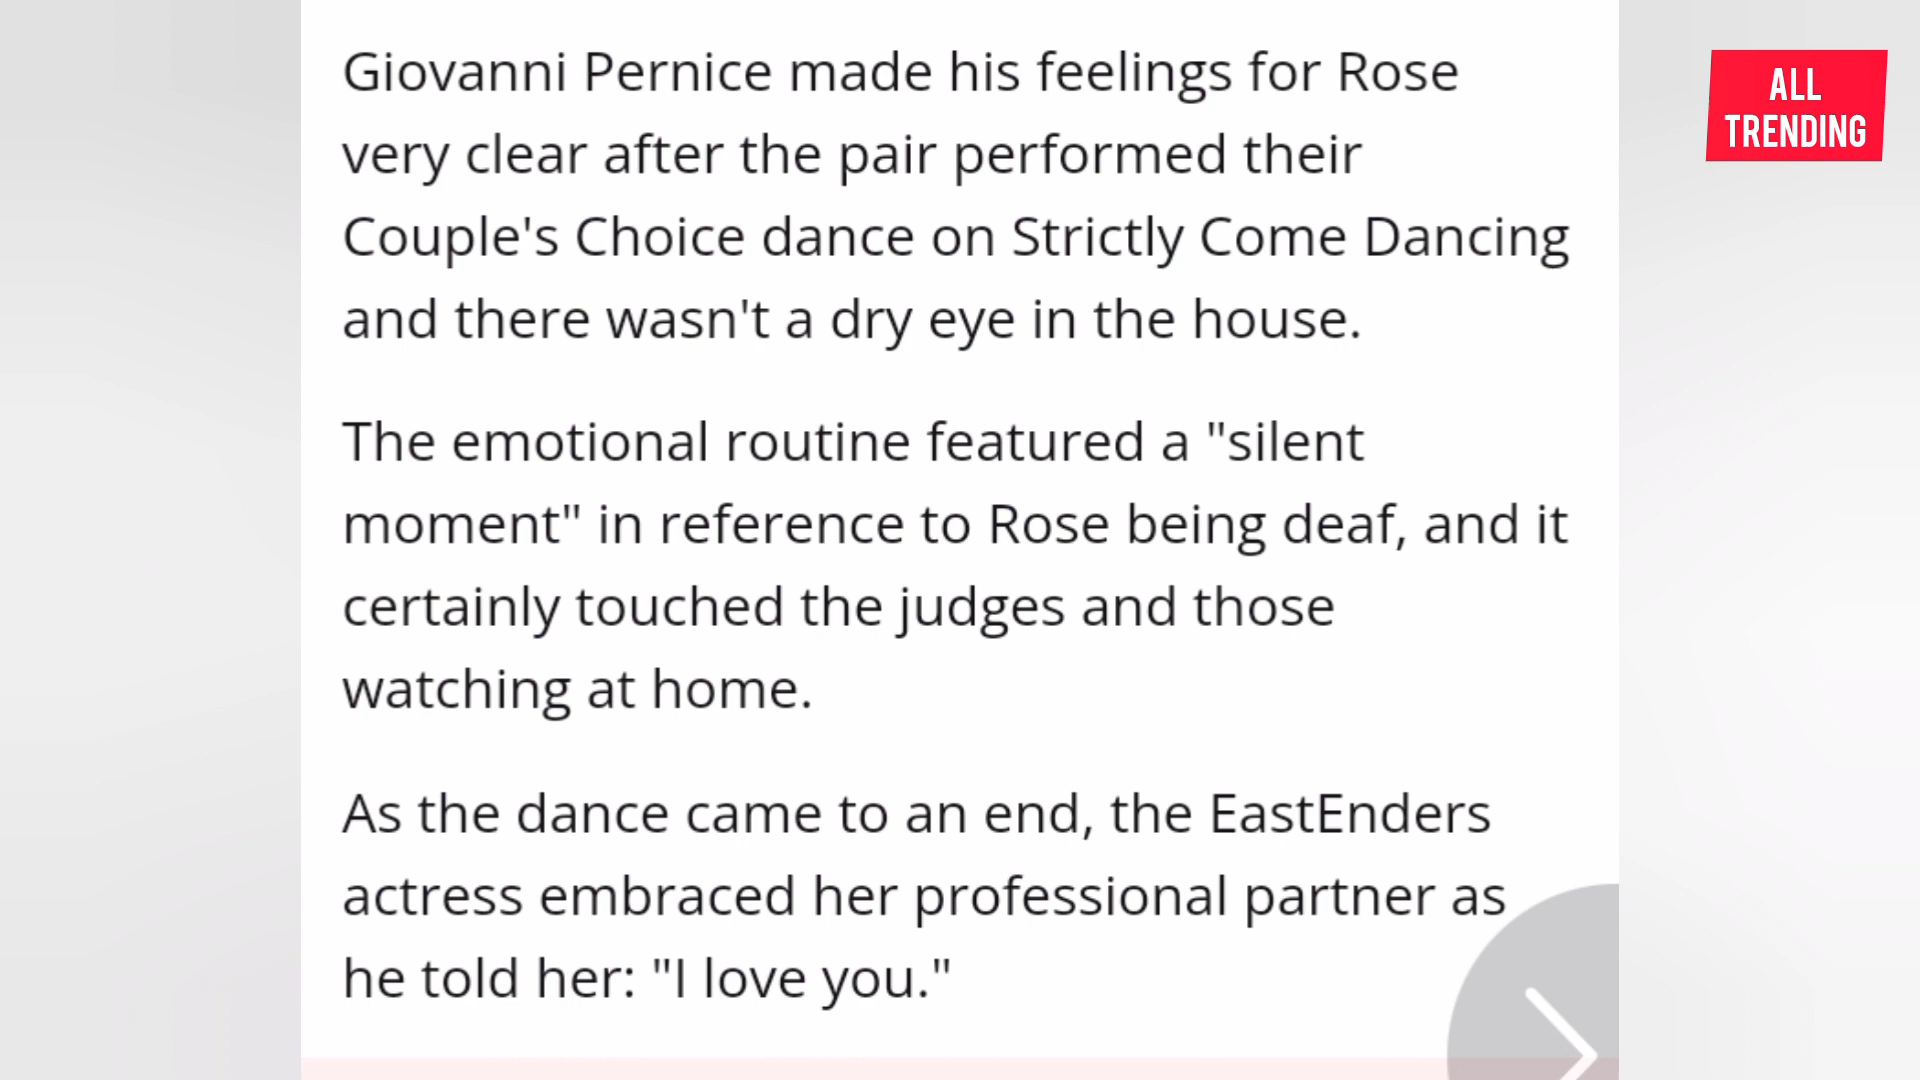 Giovanni Pernice made his feelings for Rose
very clear after the pair performed their
Couple's Choice dance on Strictly Come Dancing
and there wasn't a dry eye in the house.
The emotional routine featured a "silent
moment" in reference to Rose being deaf, and it
certainly touched the judges and those
watching at home.
As the dance came to an end, the EastEnders
actress embraced her professional partner as
he told her: "I love you."
ALL
TRENDING